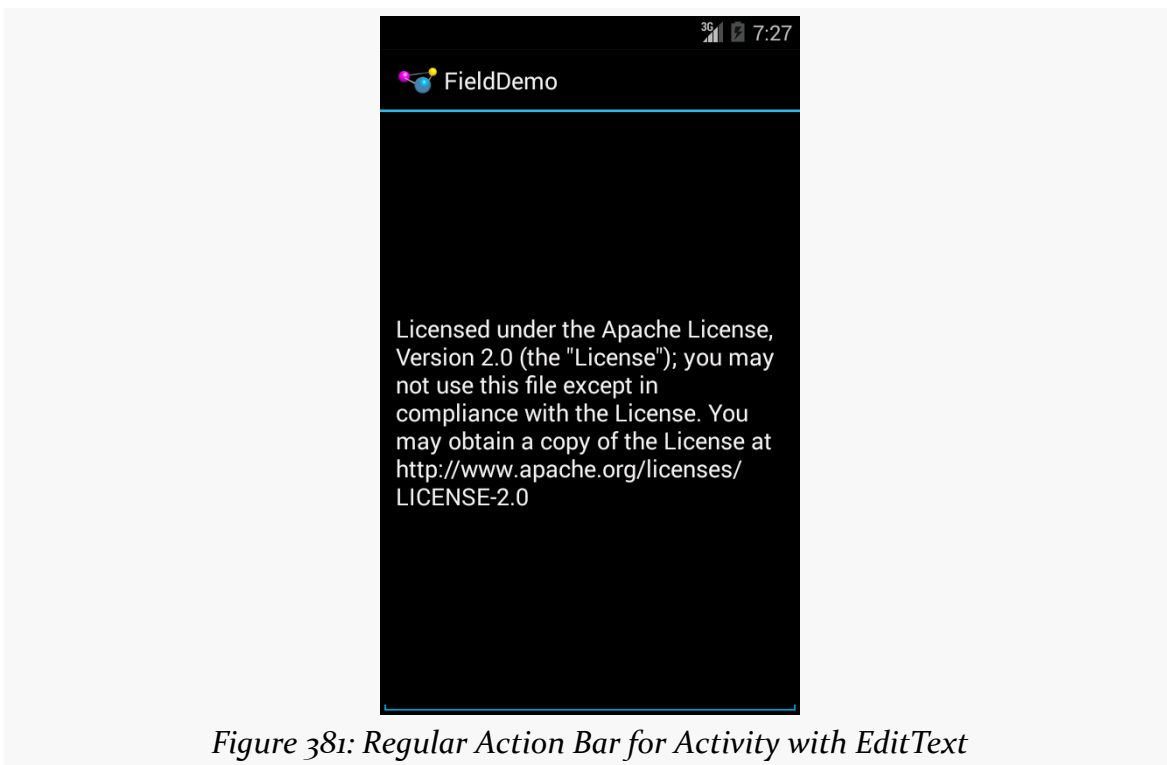 3G 7:27
FieldDemo
Licensed under the Apache License,
Version 2.0 (the "License"); you may
not use this file except in
compliance with the License. You
may obtain a copy of the License at
http://www.apache.org/licenses/
LICENSE-2.0
Figure 381: Regular Action Bar for Activity with EditText